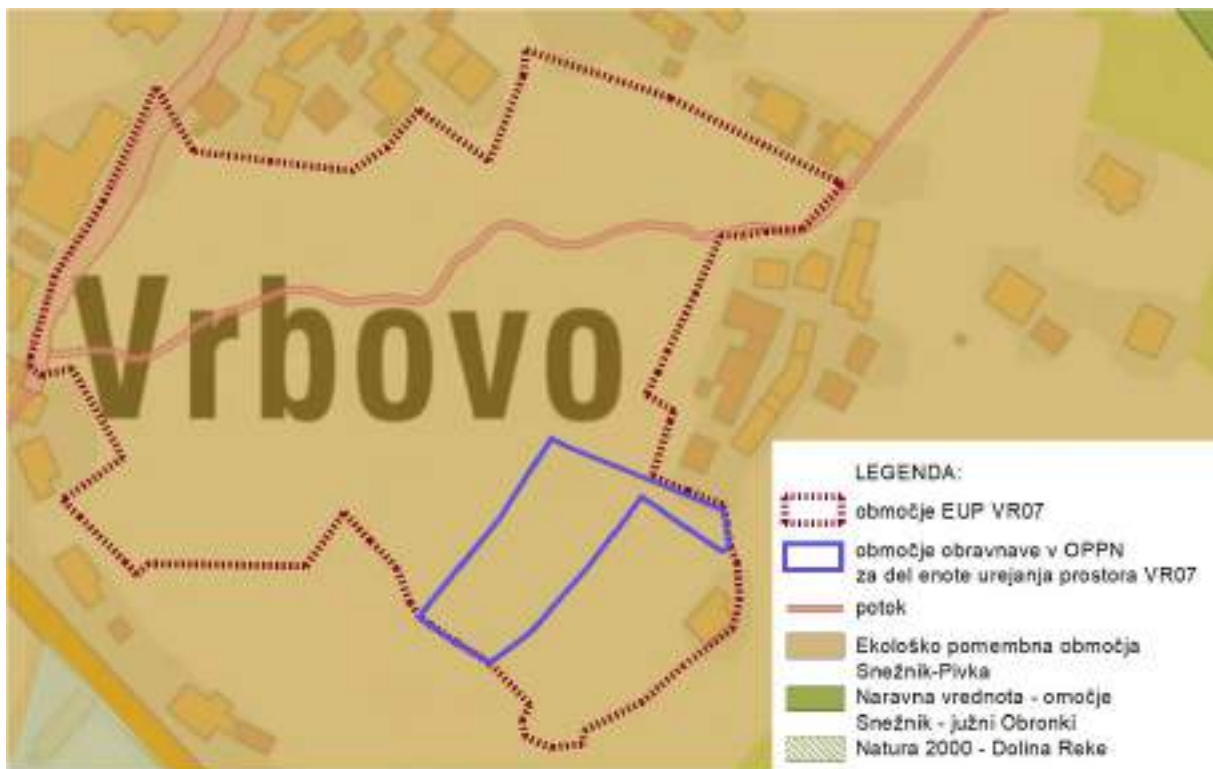 Vrbovo
LEGENDA:
območje EUP VR07
območje obravnave v OPPN
za del enote urejanja prostora VR07
potok
Ekološko pomembna območja
Snežnik-Pivka
Naravna vrednota - omočje
Snežnik - južni Obronki
Natura 2000 - Dolina Reke